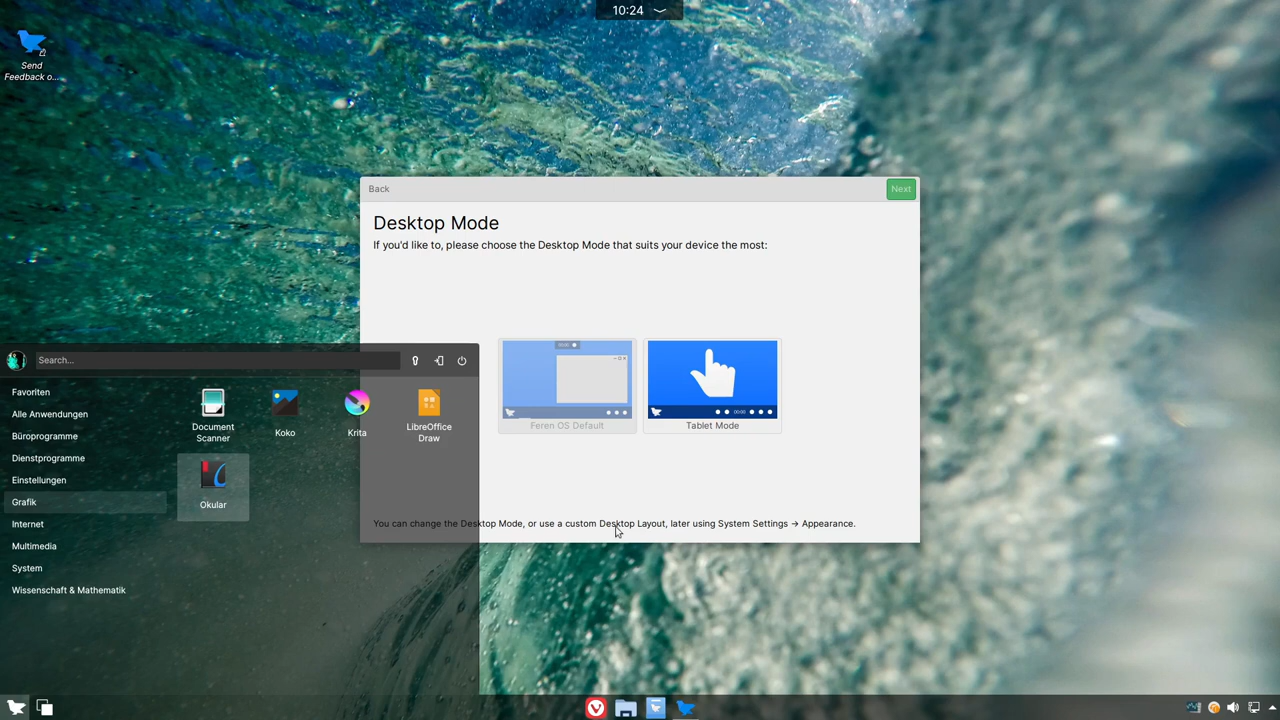 10:24
Send
Feedback o...
Back
Next
Desktop Mode
If you'd like to, please choose the Desktop Mode that suits your device the most:
Feren OS Default
Tablet Mode
You can change the Desktop Mode, or use a custom Desktop Layout, later using System Settings → Appearance.
Search...
Favoriten
Alle Anwendungen
Büroprogramme
Dienstprogramme
Einstellungen
Grafik
Internet
Multimedia
System
Wissenschaft & Mathematik
Document
Scanner
Koko
Krita
LibreOffice
Draw
Okular